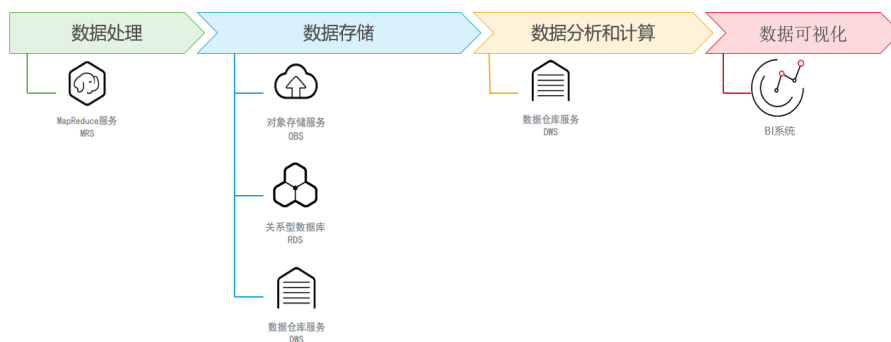 数据处理
数据存储
数据分析和计算
数据可视化
MapReduce服务
MRS
对象存储服务
OBS
数据仓库服务
DWS
BI系统
关系型数据库
RDS
数据仓库服务
DWS